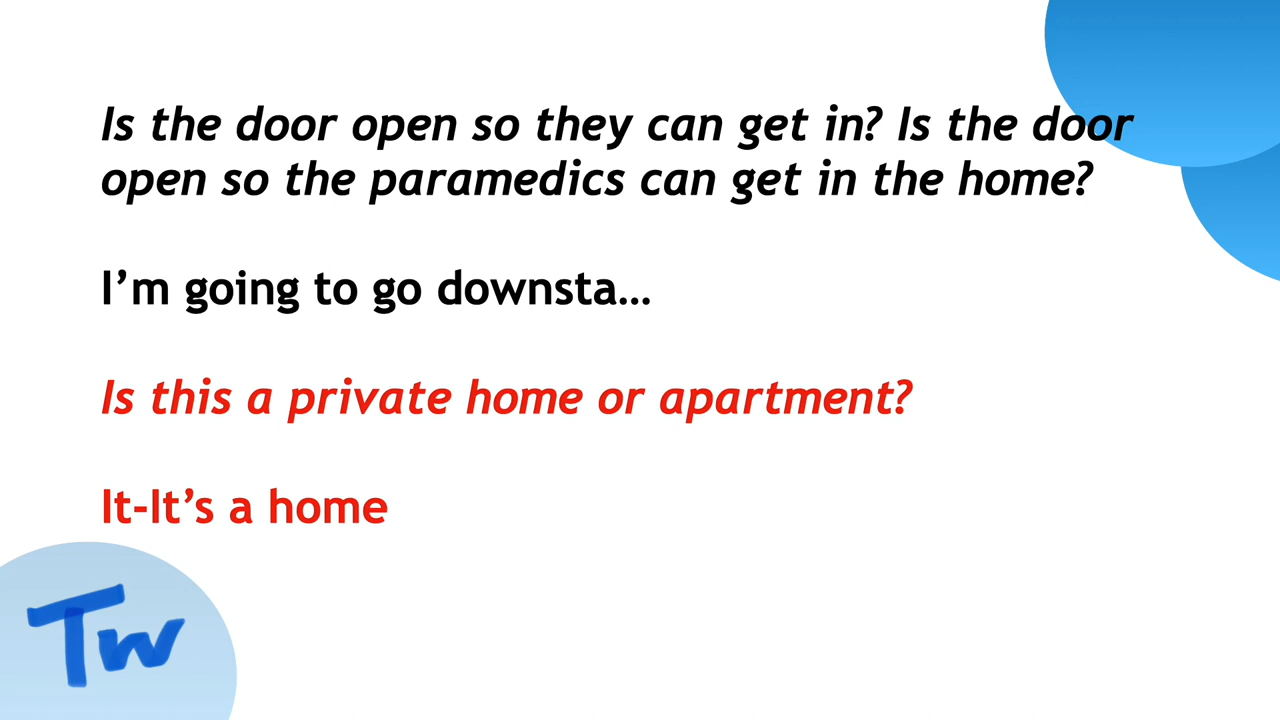 Is the door open so they can get in? Is the door
open so the paramedics can get in the home?
I’m going to go downsta…
Is this a private home or apartment?
It-It’s a home
Tw